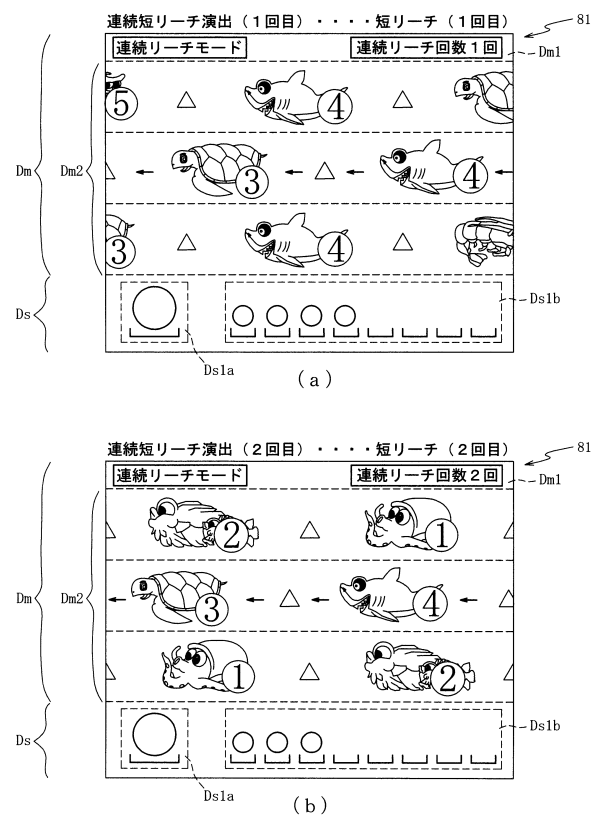 連続短リーチ演出（１回目）・・・・短リーチ（１回目）
81
連続リーチモード
連続リーチ回数１回
Dm1
⑤
④
Dm
Dm2
③
④
③
④
Ds
Ds1b
Ds1a
(a)
連続短リーチ演出（２回目）・・・・短リーチ（２回目）
81
連続リーチモード
連続リーチ回数２回
Dm1
②
①
Dm
Dm2
③
④
①
②
Ds
Ds1b
Ds1a
(b)